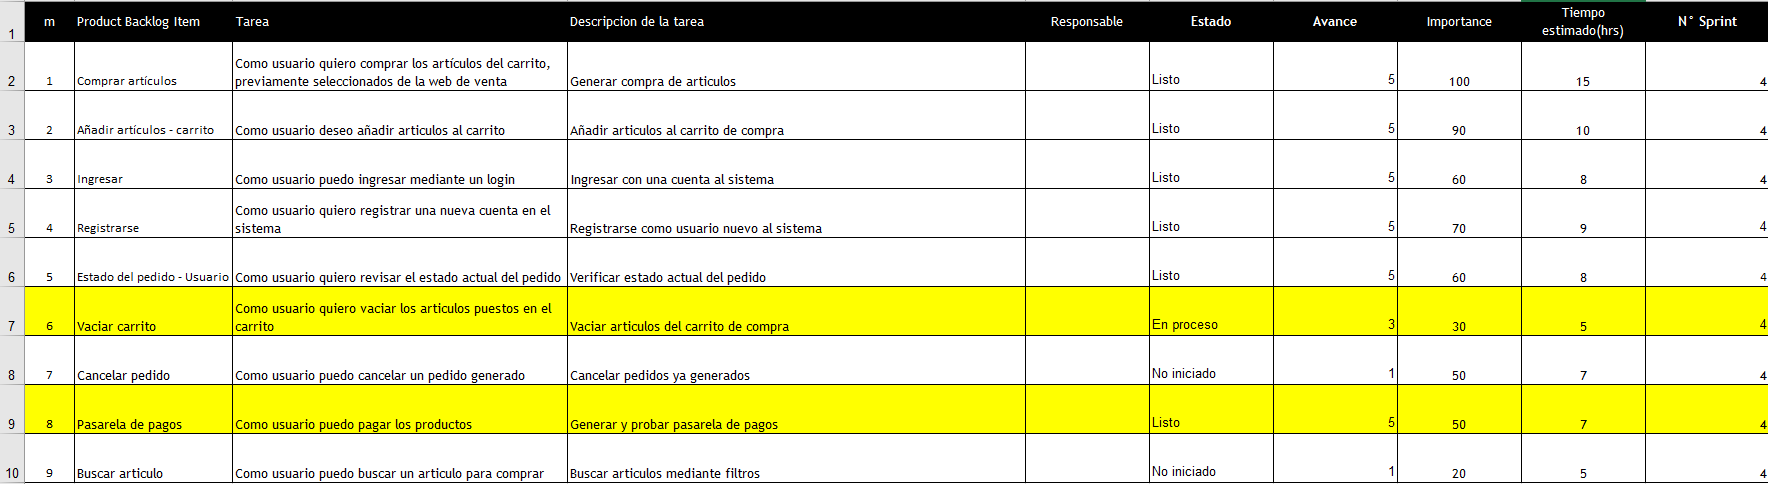 m Product Backlog Item Tarea Descripcion de la tarea Responsable Estado Avance Importance Tiempo estimado(hrs) N° Sprint
1
2 1 Comprar artículos Como usuario quiero comprar los artículos del carrito, previamente seleccionados de la web de venta Generar compra de articulos Listo 5 100 15 4
3 2 Añadir artículos - carrito Como usuario deseo añadir articulos al carrito Añadir articulos al carrito de compra Listo 5 90 10 4
4 3 Ingresar Como usuario puedo ingresar mediante un login Ingresar con una cuenta al sistema Listo 5 60 8 4
5 4 Registrarse Como usuario quiero registrar una nueva cuenta en el sistema Registrarse como usuario nuevo al sistema Listo 5 70 9 4
6 5 Estado del pedido - Usuario Como usuario quiero revisar el estado actual del pedido Verificar estado actual del pedido Listo 5 60 8 4
7 6 Vaciar carrito Como usuario quiero vaciar los articulos puestos en el carrito Vaciar articulos del carrito de compra En proceso 3 30 5 4
8 7 Cancelar pedido Como usuario puedo cancelar un pedido generado Cancelar pedidos ya generados No iniciado 1 50 7 4
9 8 Pasarela de pagos Como usuario puedo pagar los productos Generar y probar pasarela de pagos Listo 5 50 7 4
10 9 Buscar articulo Como usuario puedo buscar un articulo para comprar Buscar articulos mediante filtros No iniciado 1 20 5 4